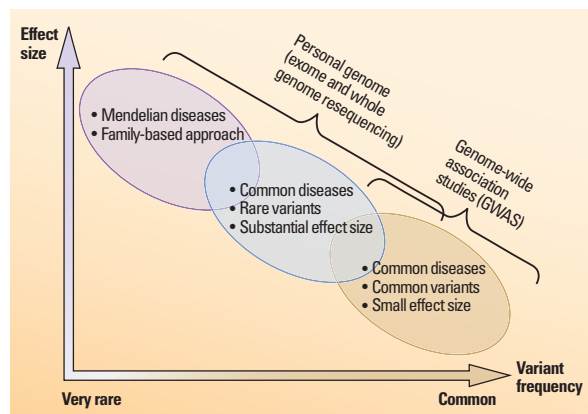 Effect
size
Personal genome
(exome and whole
genome resequencing)
Genome-wide
association
studies (GWAS)
• Mendelian diseases
• Family-based approach
• Common diseases
• Rare variants
• Substantial effect size
• Common diseases
• Common variants
• Small effect size
Very rare
Common
Variant
frequency